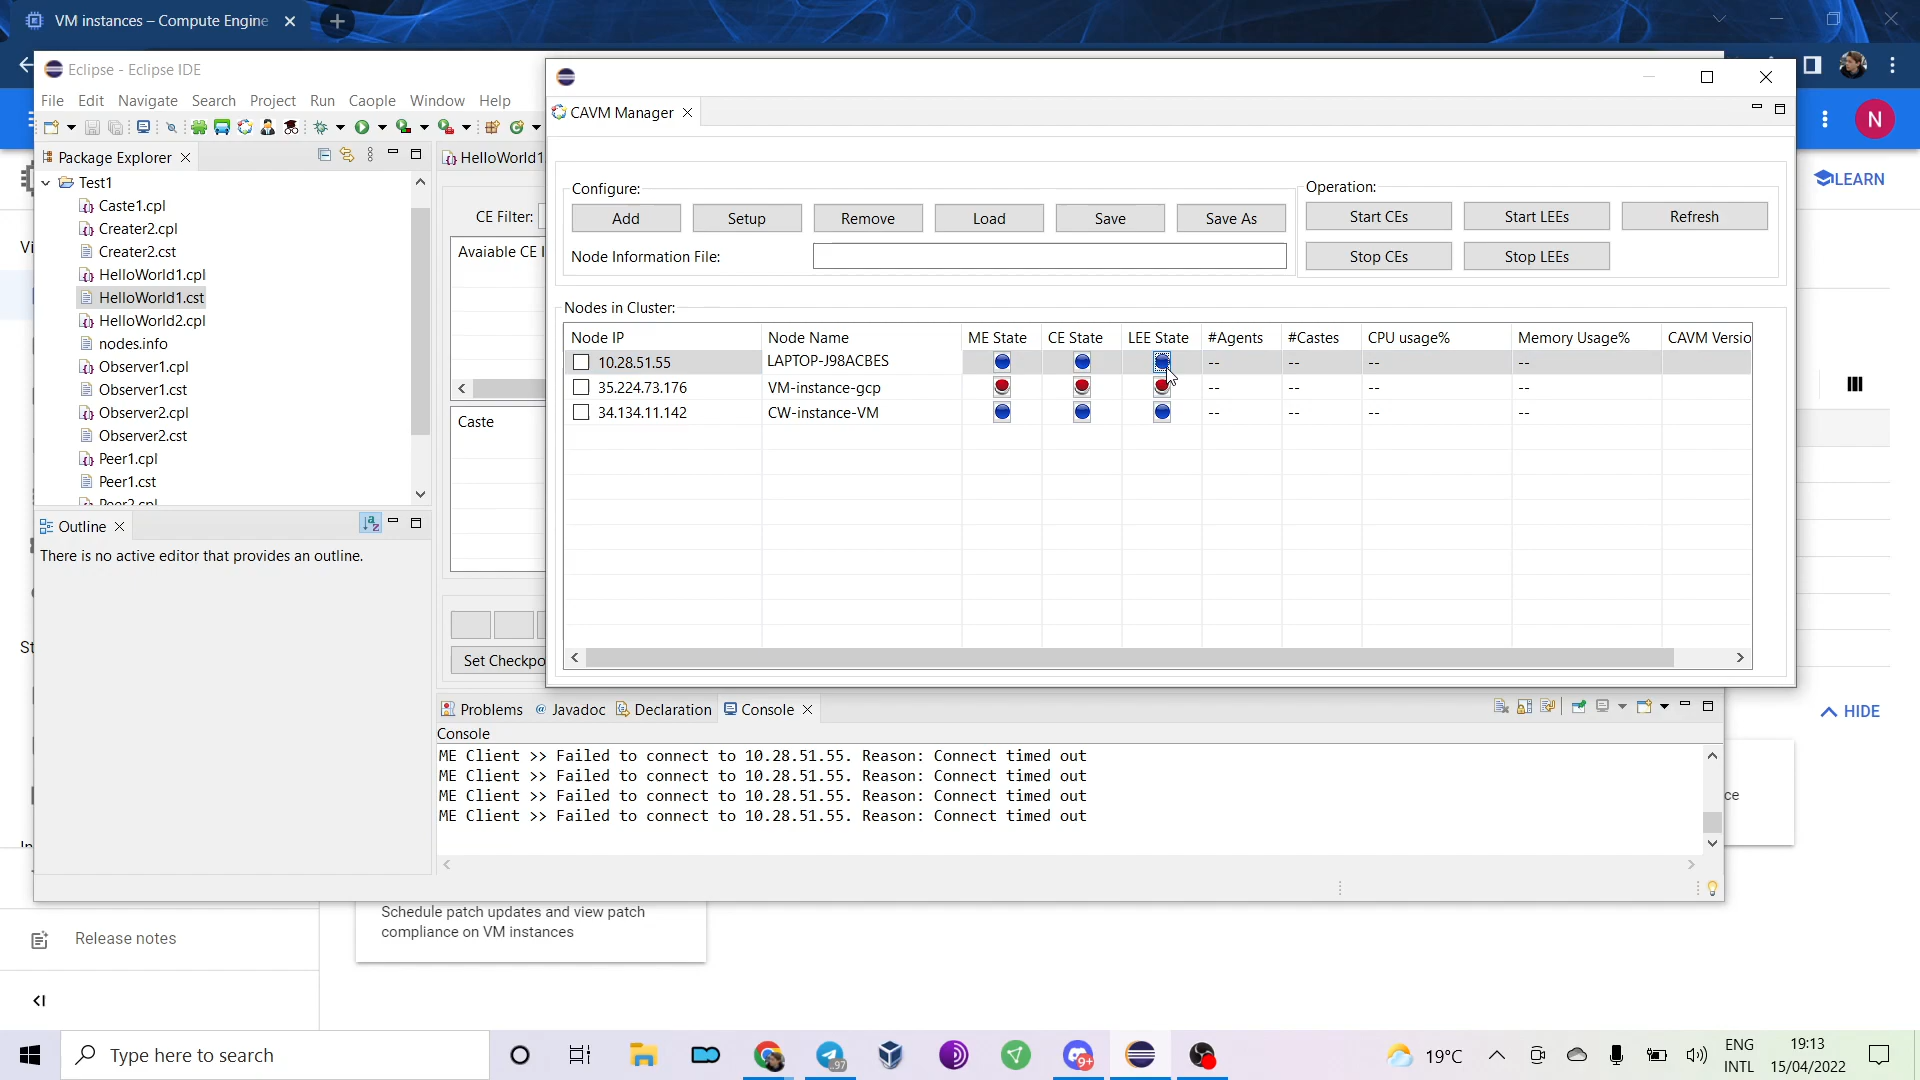 VM instances – Compute Engine
Eclipse - Eclipse IDE
File Edit Navigate Search Project Run Caople Window Help
Package Explorer
Test1
Caste1.cpl
Creater2.cpl
Creater2.cst
HelloWorld1.cpl
HelloWorld1.cst
HelloWorld2.cpl
nodes.info
Observer1.cpl
Observer1.cst
Observer2.cpl
Observer2.cst
Peer1.cpl
Peer1.cst
Peer2.cpl
Outline
There is no active editor that provides an outline.
HelloWorld1
CE Filter:
Avaiable CE I
Caste
Set Checkpo
CAVM Manager
Configure:
Add Setup Remove Load Save Save As
Node Information File:
Operation:
Start CEs Start LEEs Refresh
Stop CEs Stop LEEs
Nodes in Cluster:
Node IP Node Name ME State CE State LEE State #Agents #Castes CPU usage% Memory Usage% CAVM Versio
10.28.51.55 LAPTOP-J98ACBES -- -- -- --
35.224.73.176 VM-instance-gcp -- -- -- --
34.134.11.142 CW-instance-VM -- -- -- --
Problems Javadoc Declaration Console
Console
ME Client >> Failed to connect to 10.28.51.55. Reason: Connect timed out
ME Client >> Failed to connect to 10.28.51.55. Reason: Connect timed out
ME Client >> Failed to connect to 10.28.51.55. Reason: Connect timed out
ME Client >> Failed to connect to 10.28.51.55. Reason: Connect timed out
N
LEARN
HIDE
ce
Schedule patch updates and view patch
compliance on VM instances
Release notes
Type here to search
97
9+
19°C
ENG
INTL
19:13
15/04/2022